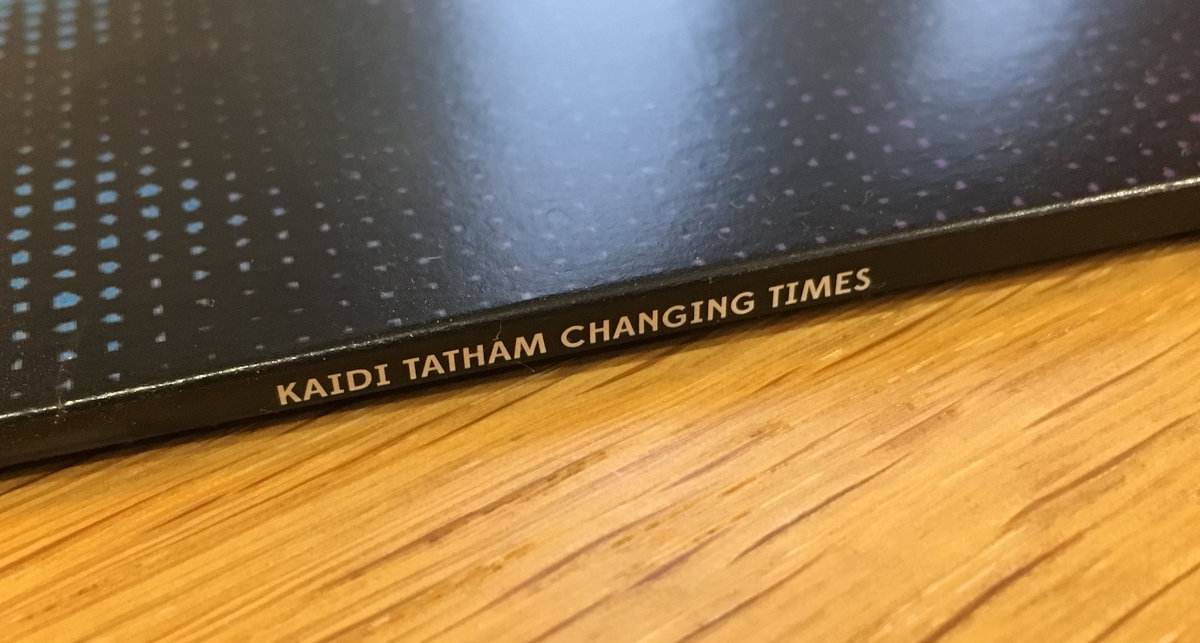 KAIDI TATHAM CHANGING TIMES